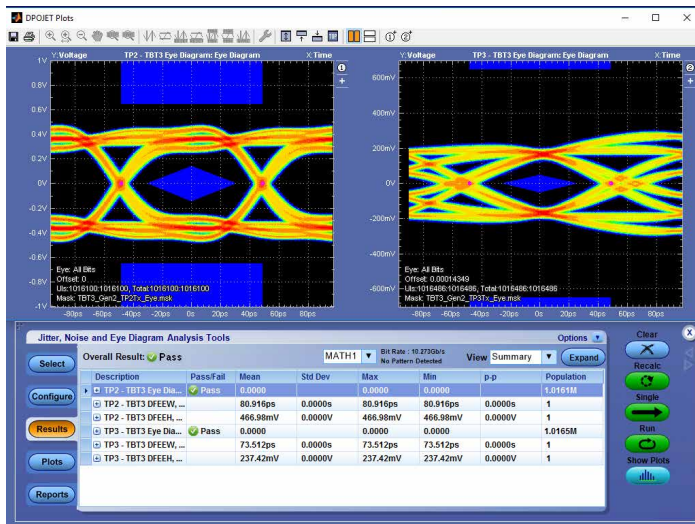 DPOJET Plots
Y:Voltage TP2 - TBT3 Eye Diagram: Eye Diagram X:Time
1V
0.8V
0.6V
0.4V
0.2V
0V
-0.2V
-0.4V
-0.6V
-0.8V
-1V
Eye: All Bits
Offset: 0
UIs:1016100:1016100, Total:1016100:1016100
Mask: TBT3_Gen2_TP2Tx_Eye.msk
-80ps -60ps -40ps -20ps 0s 20ps 40ps 60ps 80ps
1
+
Y:Voltage TP3 - TBT3 Eye Diagram: Eye Diagram X:Time
600mV
400mV
200mV
0V
-200mV
-400mV
-600mV
Eye: All Bits
Offset: 0.00014349
UIs:1016486:1016486, Total:1016486:1016486
Mask: TBT3_Gen2_TP3Tx_Eye.msk
-80ps -60ps -40ps -20ps 0s 20ps 40ps 60ps 80ps
2
+
Jitter, Noise and Eye Diagram Analysis Tools Options
Select
Configure
Results
Plots
Reports
Overall Result: Pass MATH1 Bit Rate : 10.273Gb/s
No Pattern Detected
View Summary Expand
Description Pass/Fail Mean Std Dev Max Min p-p Population
TP2 - TBT3 Eye Dia... Pass 0.0000 0.0000 0.0000 1.0161M
TP2 - TBT3 DFEEW, ... 80.916ps 0.0000s 80.916ps 80.916ps 0.0000s 1
TP2 - TBT3 DFEEH, ... 466.98mV 0.0000V 466.98mV 466.98mV 0.0000V 1
TP3 - TBT3 Eye Dia... Pass 0.0000 0.0000 0.0000 1.0165M
TP3 - TBT3 DFEEW, ... 73.512ps 0.0000s 73.512ps 73.512ps 0.0000s 1
TP3 - TBT3 DFEEH, ... 237.42mV 0.0000V 237.42mV 237.42mV 0.0000V 1
Clear
Recalc
Single
Run
Show Plots